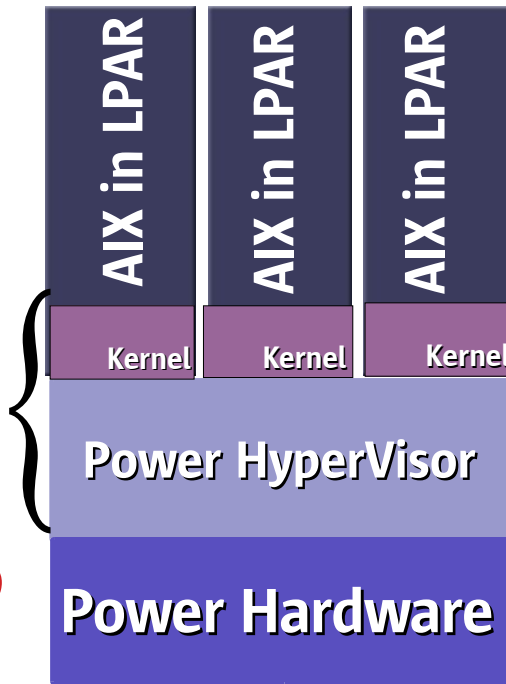 AIX in LPAR
AIX in LPAR
AIX in LPAR
Kernel
Kernel
Kernel
Power HyperVisor
Power Hardware